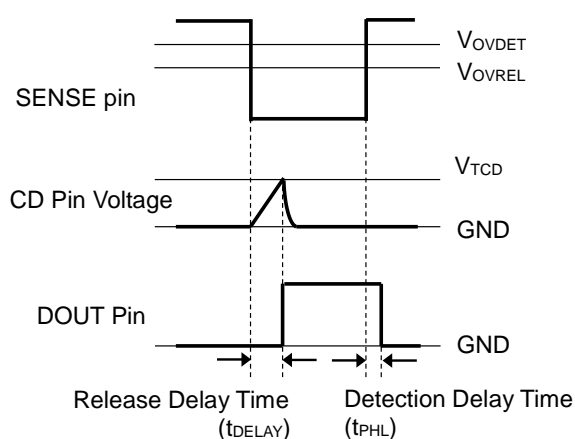 VOVDET
VOVREL
SENSE pin
VTCD
CD Pin Voltage
GND
DOUT Pin
GND
Release Delay Time
(tDELAY)
Detection Delay Time
(tPHL)